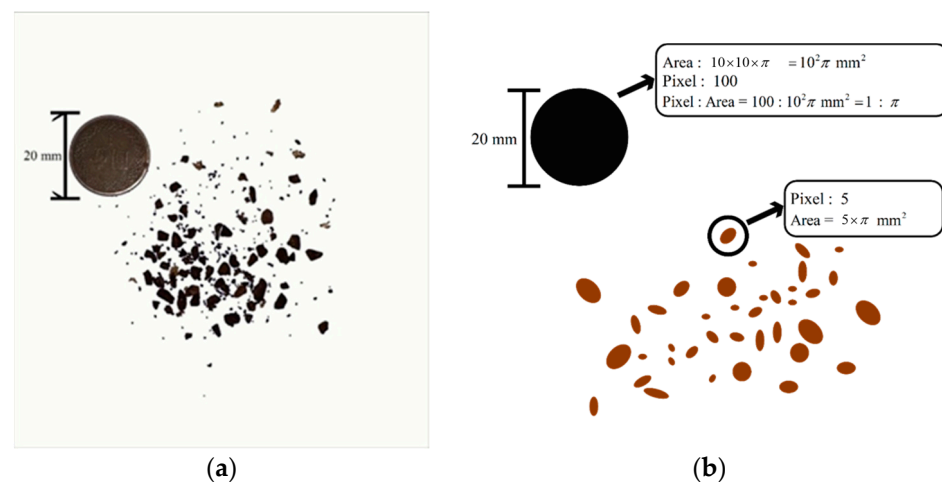 20 mm
(a)
20 mm
Area : 10×10×π = 10²π mm²
Pixel : 100
Pixel : Area = 100 : 10²π mm² = 1 : π
Pixel : 5
Area = 5×π mm²
(b)